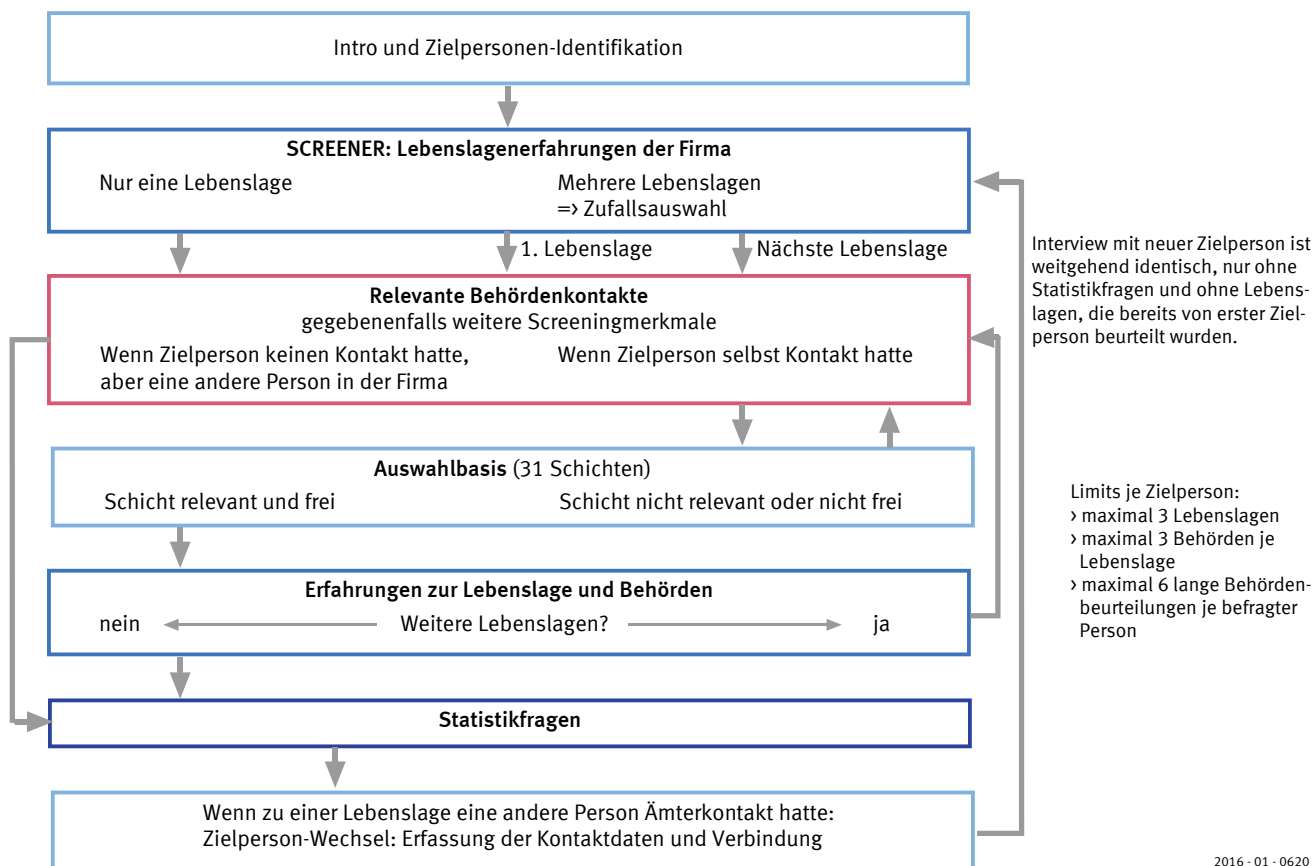 Intro und Zielpersonen-Identifikation
SCREENER: Lebenslagenerfahrungen der Firma
Nur eine Lebenslage
Mehrere Lebenslagen
=> Zufallsauswahl
1. Lebenslage
Nächste Lebenslage
Interview mit neuer Zielperson ist
weitgehend identisch, nur ohne
Statistikfragen und ohne Lebens-
lagen, die bereits von erster Ziel-
person beurteilt wurden.
Relevante Behördenkontakte
gegebenenfalls weitere Screeningmerkmale
Wenn Zielperson keinen Kontakt hatte,
aber eine andere Person in der Firma
Wenn Zielperson selbst Kontakt hatte
Auswahlbasis (31 Schichten)
Schicht relevant und frei
Schicht nicht relevant oder nicht frei
Limits je Zielperson:
> maximal 3 Lebenslagen
> maximal 3 Behörden je
Lebenslage
> maximal 6 lange Behörden-
beurteilungen je befragter
Person
Erfahrungen zur Lebenslage und Behörden
nein
Weitere Lebenslagen?
ja
Statistikfragen
Wenn zu einer Lebenslage eine andere Person Ämterkontakt hatte:
Zielperson-Wechsel: Erfassung der Kontaktdaten und Verbindung
2016 - 01 - 0620